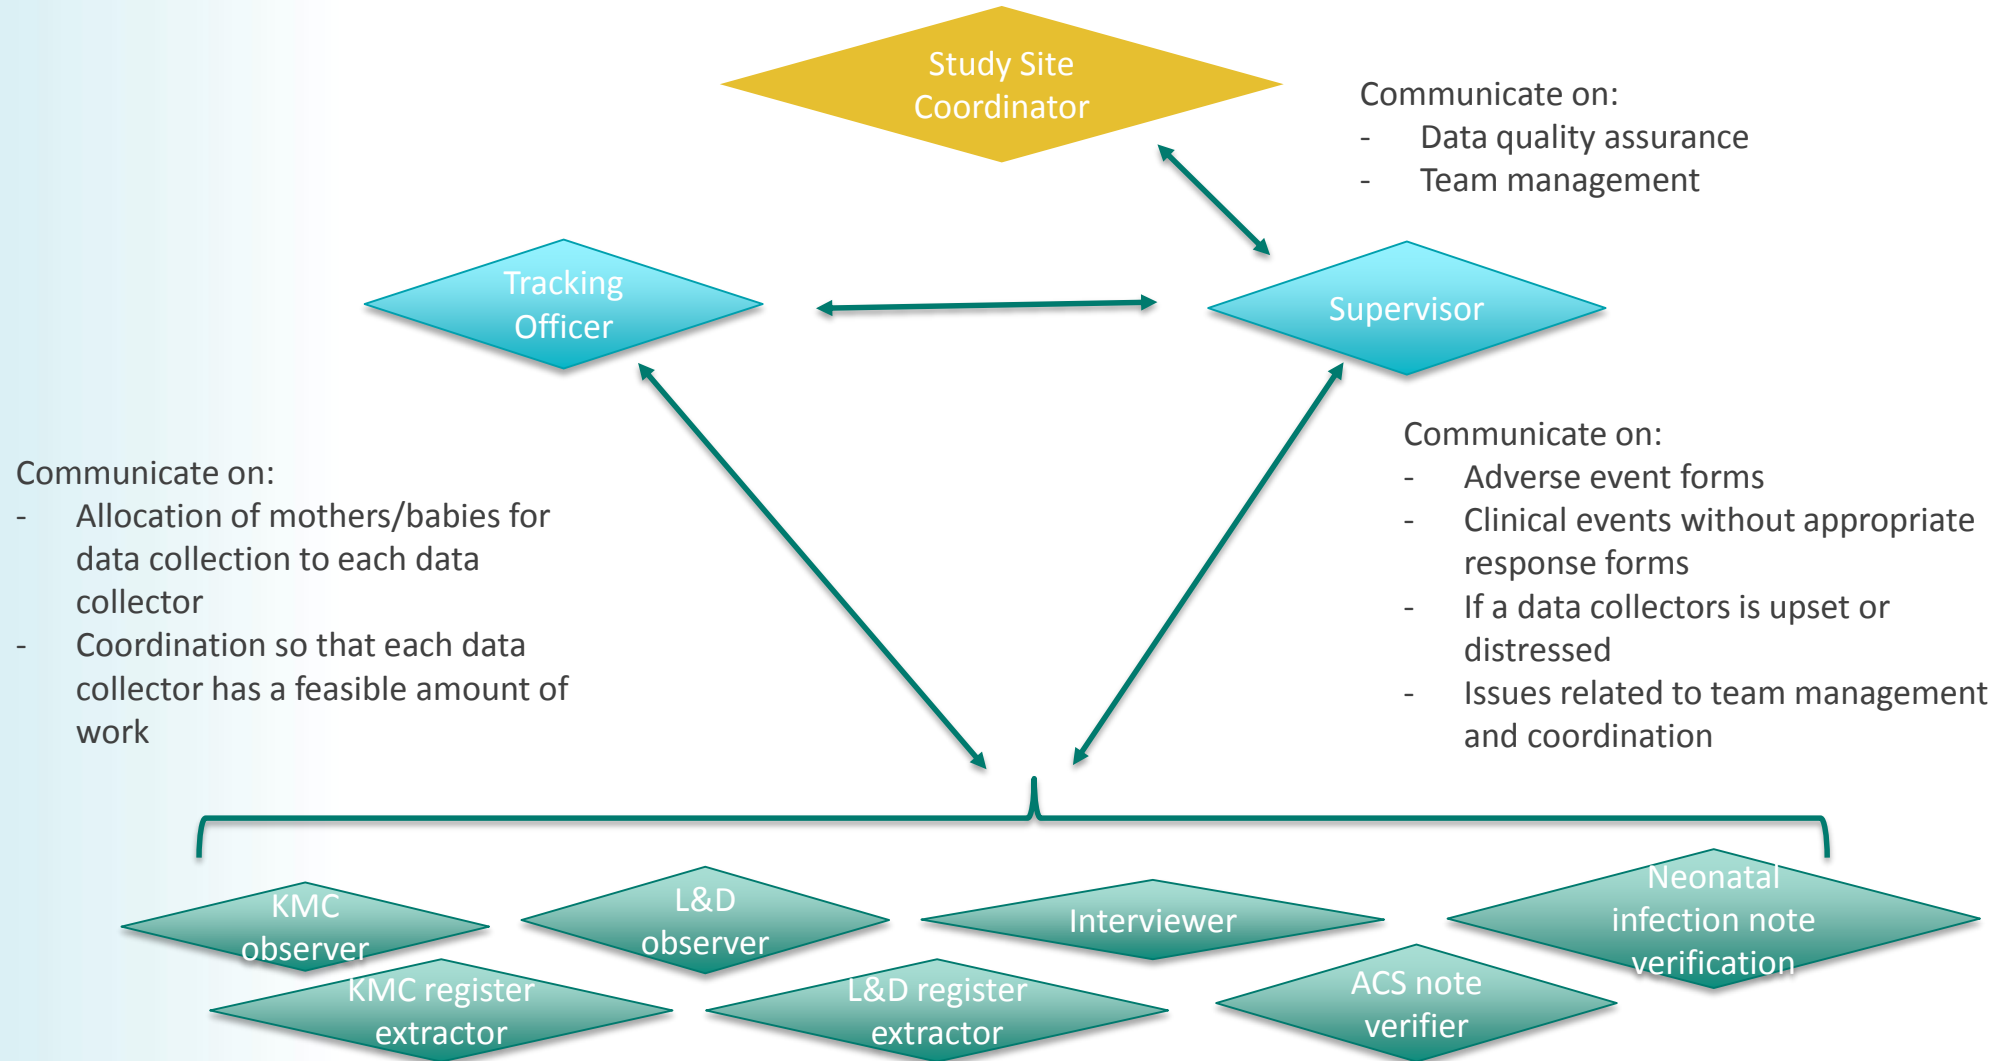 Study Site
Coordinator
Communicate on:
- Data quality assurance
- Team management
Tracking
Officer
Supervisor
Communicate on:
- Allocation of mothers/babies for
data collection to each data
collector
- Coordination so that each data
collector has a feasible amount of
work
Communicate on:
- Adverse event forms
- Clinical events without appropriate
response forms
- If a data collectors is upset or
distressed
- Issues related to team management
and coordination
KMC
observer
L&D
observer
Interviewer
Neonatal
infection note
verification
KMC register
extractor
L&D register
extractor
ACS note
verifier